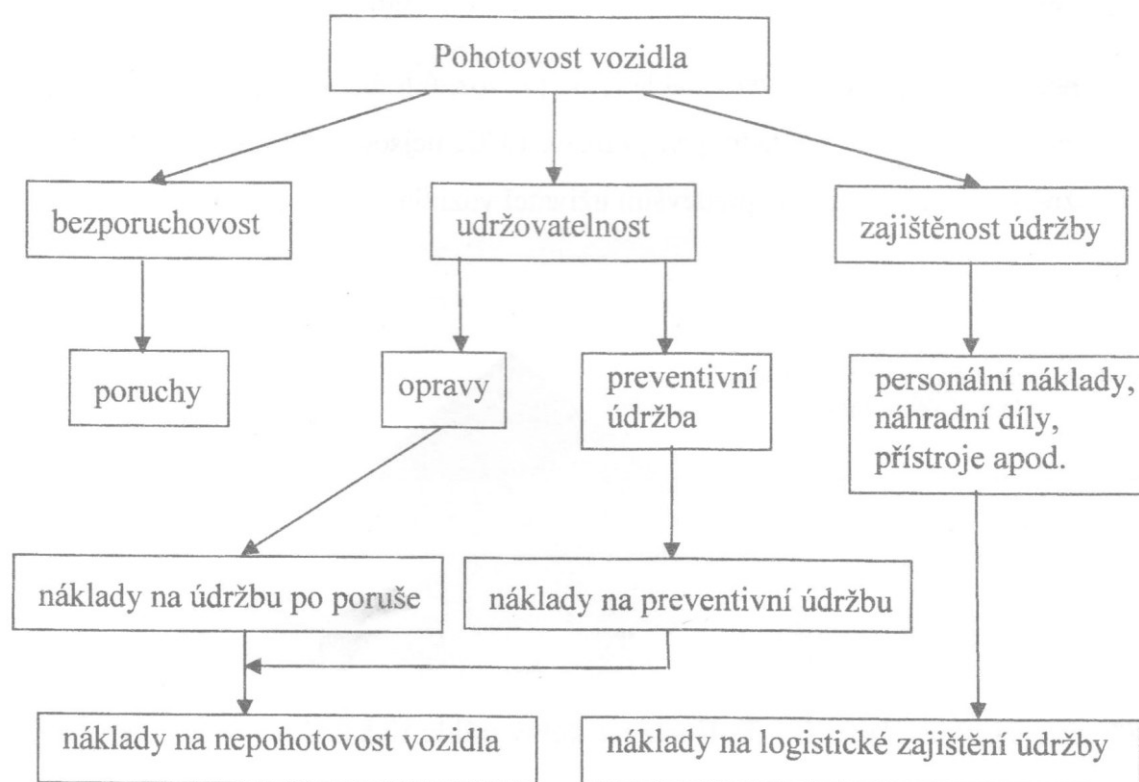 Pohotovost vozidla
bezporuchovost
udržovatelnost
zajištěnost údržby
poruchy
opravy
preventivní
údržba
personální náklady,
náhradní díly,
přístroje apod.
náklady na údržbu po poruše
náklady na preventivní údržbu
náklady na nepohotovost vozidla
náklady na logistické zajištění údržby